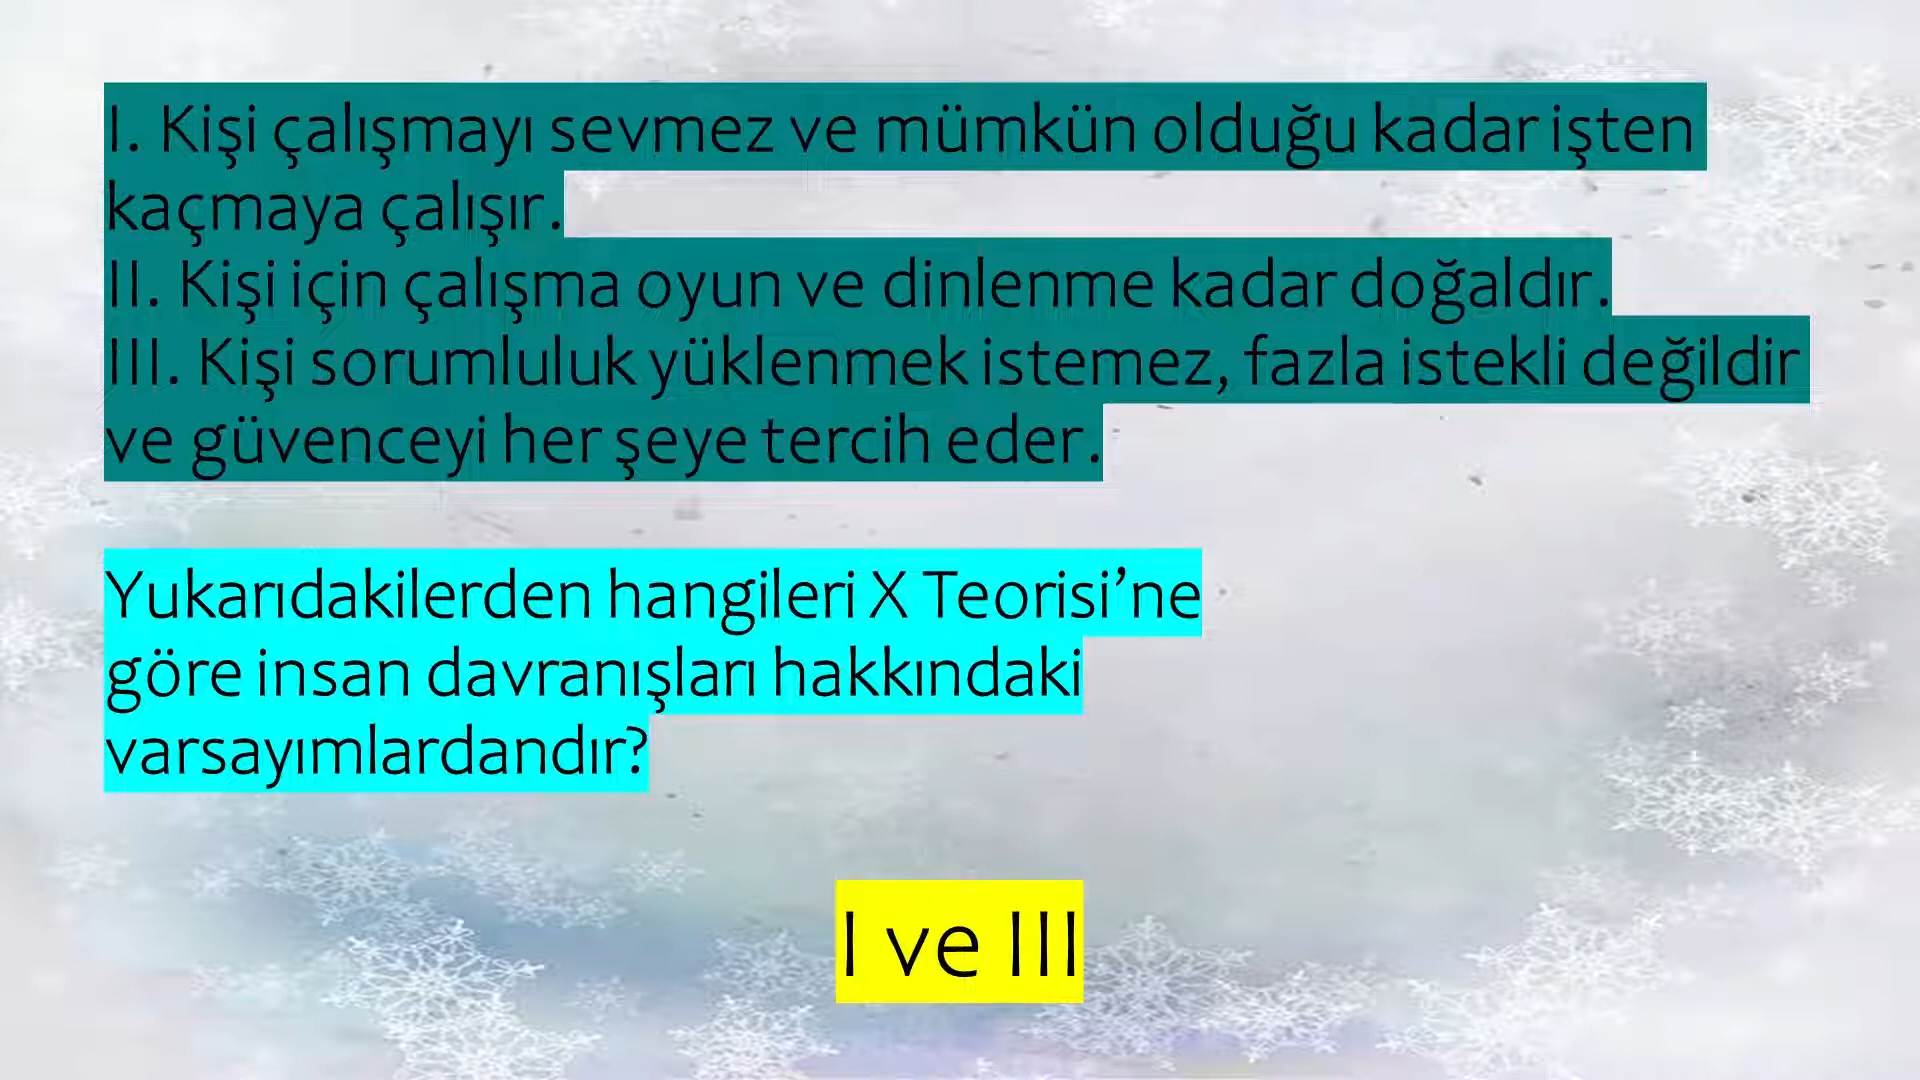 I. Kişi çalışmayı sevmez ve mümkün olduğu kadar işten
kaçmaya çalışır.
II. Kişi için çalışma oyun ve dinlenme kadar doğaldır.
III. Kişi sorumluluk yüklenmek istemez, fazla istekli değildir
ve güvenceyi her şeye tercih eder.
Yukarıdakilerden hangileri X Teorisi’ne
göre insan davranışları hakkındaki
varsayımlardandır?
I ve III